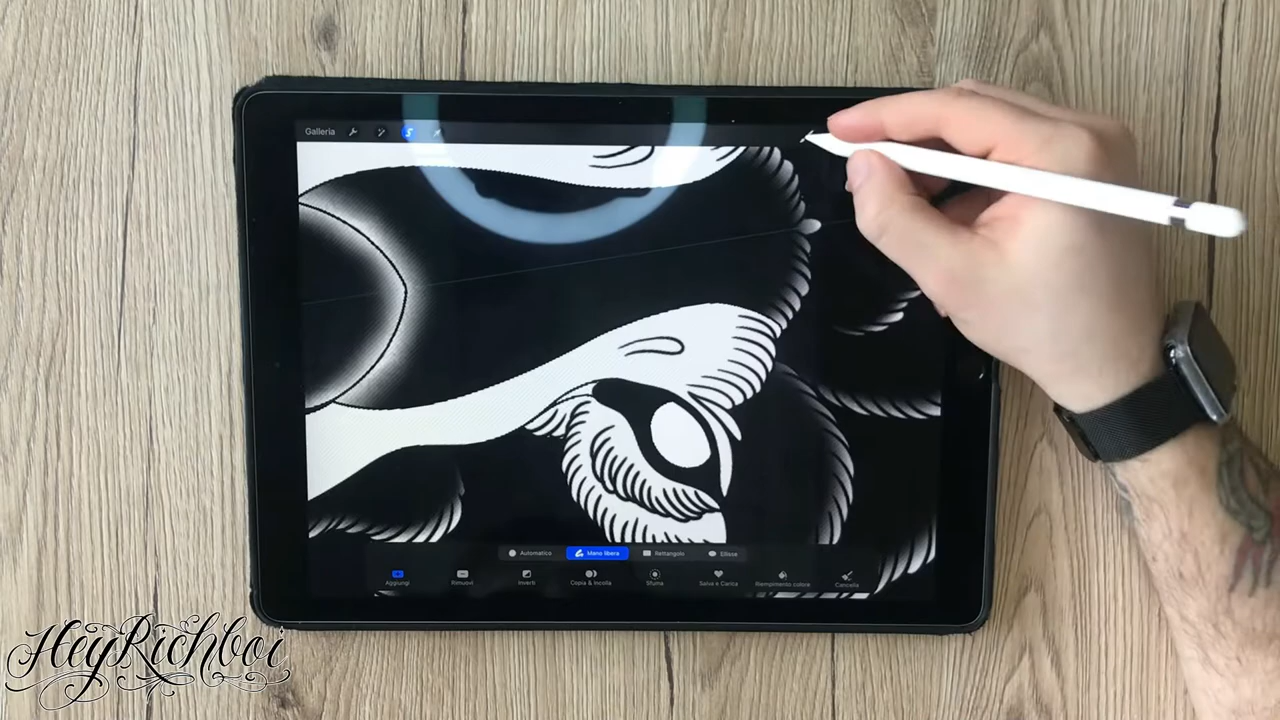 Galleria
Automatico Mano libera Rettangolo Ellisse
Aggiungi Rimuovi Inverti Copia & Incolla Sfuma Salva e Carica Riempimento colore Cancella
HeyRichboi